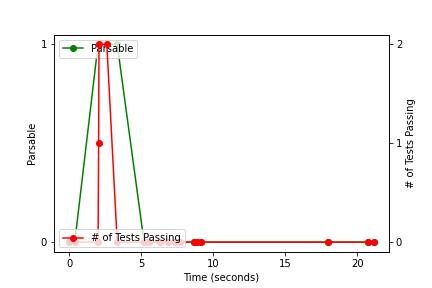 Parsable
# of Tests Passing
1
0
Parsable
2
1
0
# of Tests Passing
0
5
10
15
20
Time (seconds)